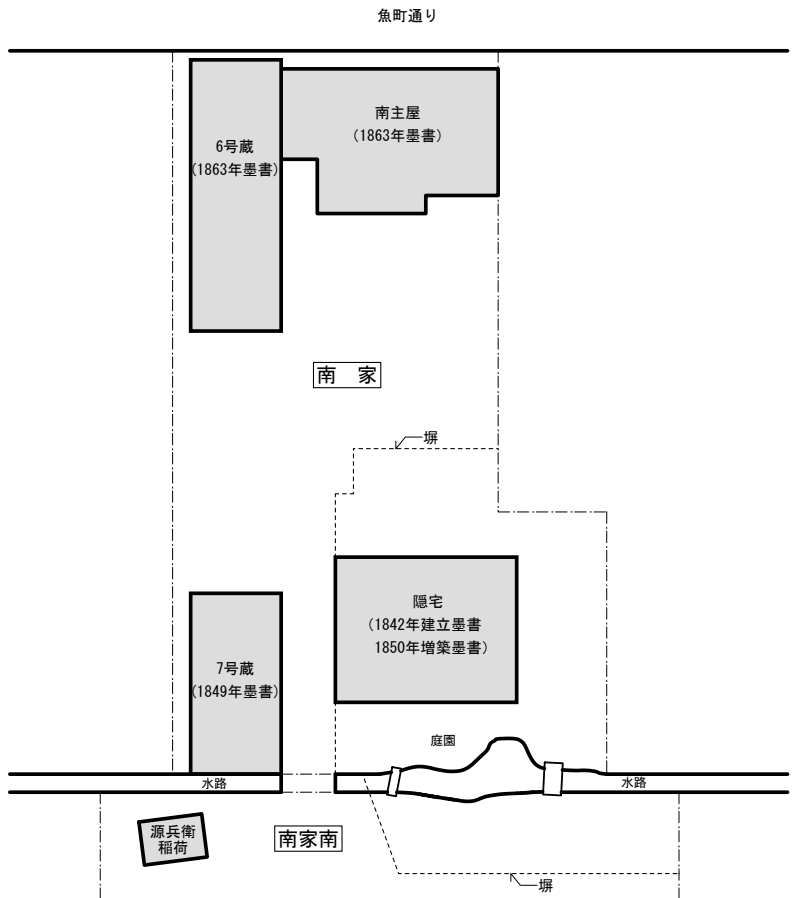 魚町通り
南主屋
(1863年墨書)
6号蔵
(1863年墨書)
南　家
塀
隠宅
(1842年建立墨書
1850年増築墨書)
7号蔵
(1849年墨書)
庭園
水路
水路
源兵衛
稲荷
南家南
塀